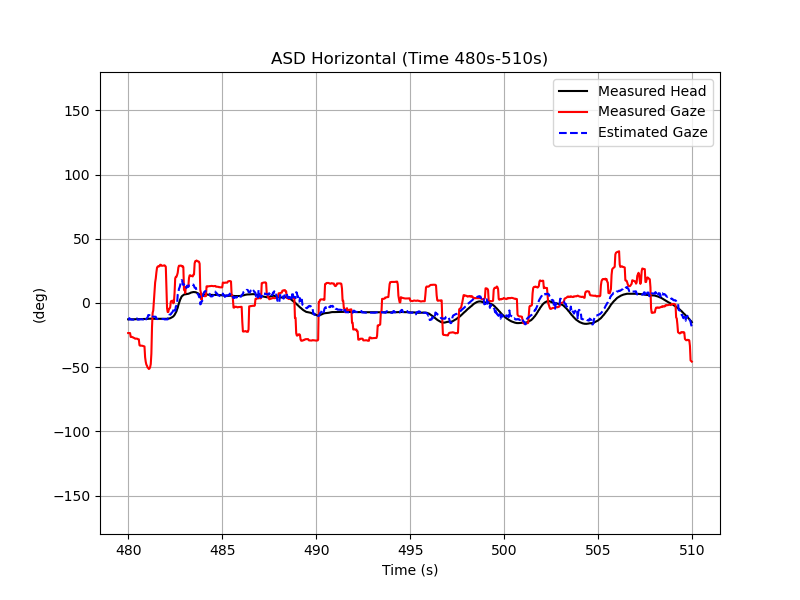 ASD Horizontal (Time 480s-510s)
Measured Head
Measured Gaze
Estimated Gaze
150
100
50
0
−50
−100
−150
(deg)
480 485 490 495 500 505 510
Time (s)